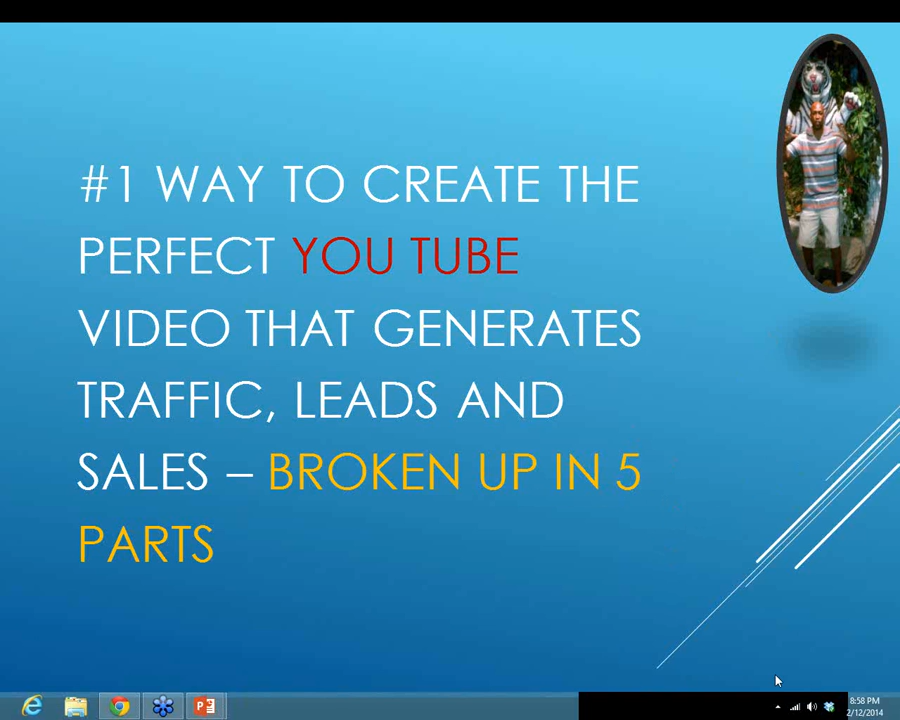 #1 WAY TO CREATE THE
PERFECT YOU TUBE
VIDEO THAT GENERATES
TRAFFIC, LEADS AND
SALES – BROKEN UP IN 5
PARTS
8:58 PM
2/12/2014